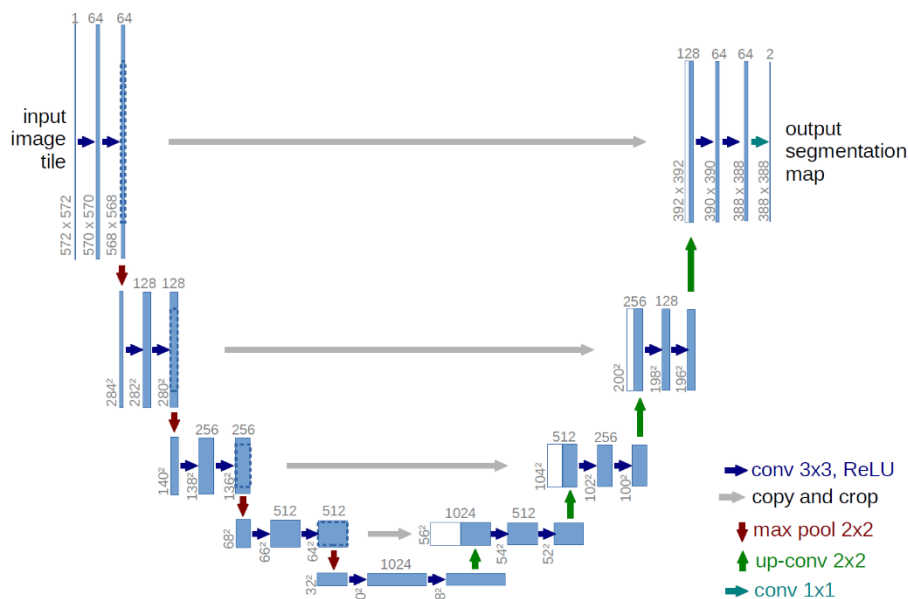 1
64
64
input
image
tile
572 x 572
570 x 570
568 x 568
128
64
64
2
output
segmentation
map
392 x 392
390 x 390
388 x 388
388 x 388
128
128
284²
282²
280²
256
128
200²
198²
196²
256
256
140²
138²
136²
512
256
104²
102²
100²
512
512
68²
66²
64²
1024
512
56²
54²
52²
1024
32²
0²
8²
conv 3x3, ReLU
copy and crop
max pool 2x2
up-conv 2x2
conv 1x1